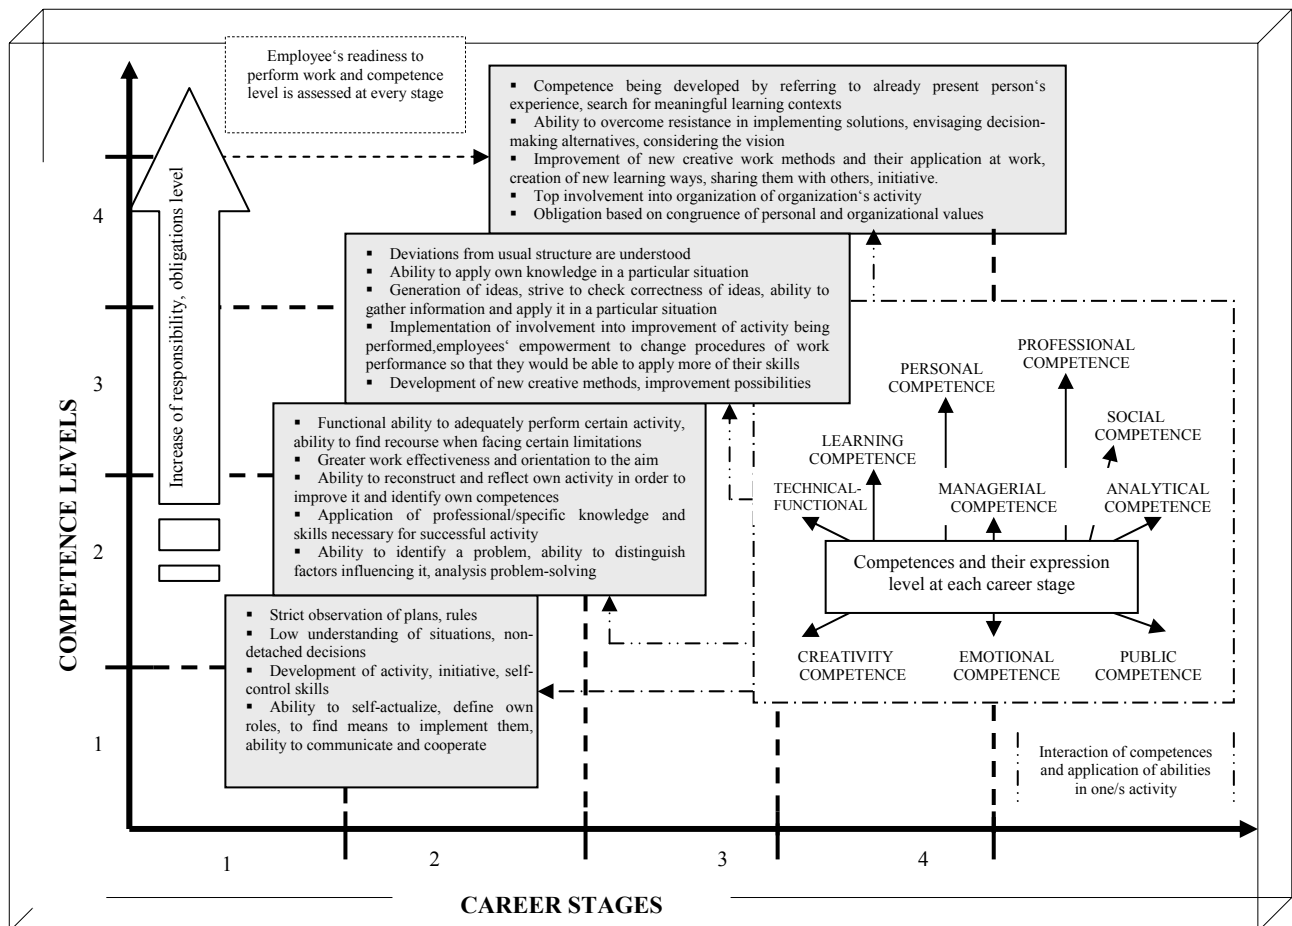 Employee‘s readiness to
perform work and competence
level is assessed at every stage
▪ Competence being developed by referring to already present person‘s
experience, search for meaningful learning contexts
▪ Ability to overcome resistance in implementing solutions, envisaging decision-
making alternatives, considering the vision
▪ Improvement of new creative work methods and their application at work,
creation of new learning ways, sharing them with others, initiative.
▪ Top involvement into organization of organization‘s activity
▪ Obligation based on congruence of personal and organizational values
▪ Deviations from usual structure are understood
▪ Ability to apply own knowledge in a particular situation
▪ Generation of ideas, strive to check correctness of ideas, ability to
gather information and apply it in a particular situation
▪ Implementation of involvement into improvement of activity being
performed,employees‘ empowerment to change procedures of work
performance so that they would be able to apply more of their skills
▪ Development of new creative methods, improvement possibilities
▪ Functional ability to adequately perform certain activity,
ability to find recourse when facing certain limitations
▪ Greater work effectiveness and orientation to the aim
▪ Ability to reconstruct and reflect own activity in order to
improve it and identify own competences
▪ Application of professional/specific knowledge and
skills necessary for successful activity
▪ Ability to identify a problem, ability to distinguish
factors influencing it, analysis problem-solving
▪ Strict observation of plans, rules
▪ Low understanding of situations, non-
detached decisions
▪ Development of activity, initiative, self-
control skills
▪ Ability to self-actualize, define own
roles, to find means to implement them,
ability to communicate and cooperate
Increase of responsibility, obligations level
COMPETENCE LEVELS
4
3
2
1
PROFESSIONAL
COMPETENCE
PERSONAL
COMPETENCE
SOCIAL
COMPETENCE
LEARNING
COMPETENCE
TECHNICAL-
FUNCTIONAL
MANAGERIAL
COMPETENCE
ANALYTICAL
COMPETENCE
Competences and their expression
level at each career stage
CREATIVITY
COMPETENCE
EMOTIONAL
COMPETENCE
PUBLIC
COMPETENCE
Interaction of competences
and application of abilities
in one/s activity
1
2
3
4
CAREER STAGES